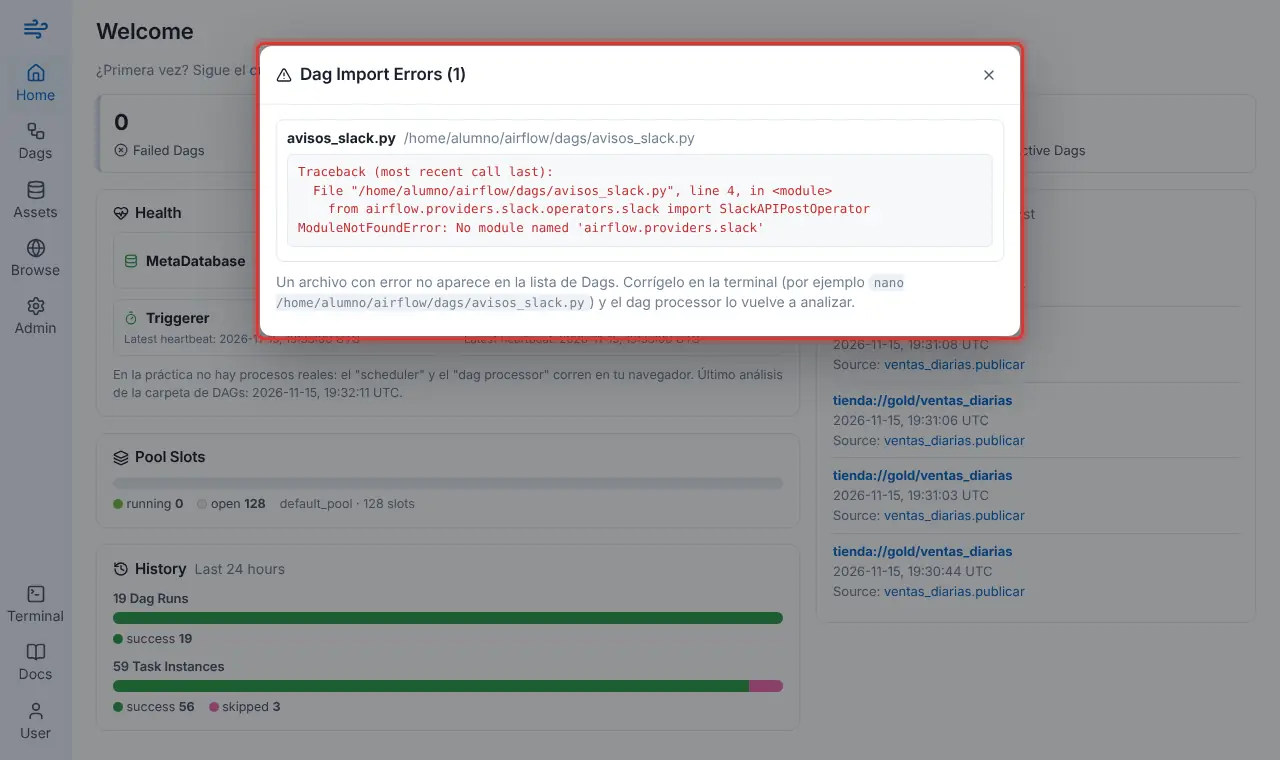 Welcome
¿Primera vez? Sigue el
Home
Dags
Assets
Browse
Admin
Terminal
Docs
User
0
Failed Dags
Dag Import Errors (1)
avisos_slack.py /home/alumno/airflow/dags/avisos_slack.py
Traceback (most recent call last):
File "/home/alumno/airflow/dags/avisos_slack.py", line 4, in <module>
from airflow.providers.slack.operators.slack import SlackAPIPostOperator
ModuleNotFoundError: No module named 'airflow.providers.slack'
Un archivo con error no aparece en la lista de Dags. Corrígelo en la terminal (por ejemplo nano
/home/alumno/airflow/dags/avisos_slack.py ) y el dag processor lo vuelve a analizar.
Dags
Health
MetaDatabase
Triggerer
Latest heartbeat:
En la práctica no hay procesos reales: el "scheduler" y el "dag processor" corren en tu navegador. Último análisis
de la carpeta de DAGs: 2026-11-15, 19:32:11 UTC.
Pool Slots
running 0 open 128 default_pool · 128 slots
History Last 24 hours
19 Dag Runs
success 19
59 Task Instances
success 56 skipped 3
2026-11-15, 19:31:08 UTC
Source: ventas_diarias.publicar
tienda://gold/ventas_diarias
2026-11-15, 19:31:06 UTC
Source: ventas_diarias.publicar
tienda://gold/ventas_diarias
2026-11-15, 19:31:03 UTC
Source: ventas_diarias.publicar
tienda://gold/ventas_diarias
2026-11-15, 19:30:44 UTC
Source: ventas_diarias.publicar